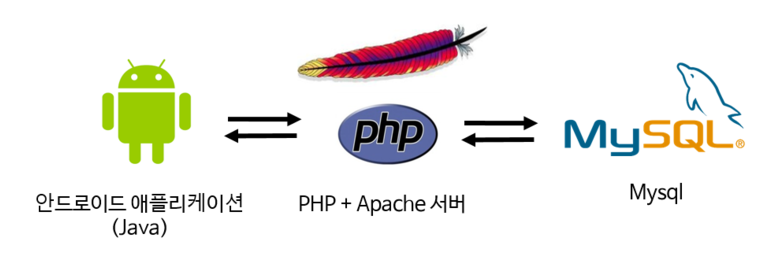 php
MySQL®
안드로이드 애플리케이션
(Java)
PHP + Apache 서버
Mysql